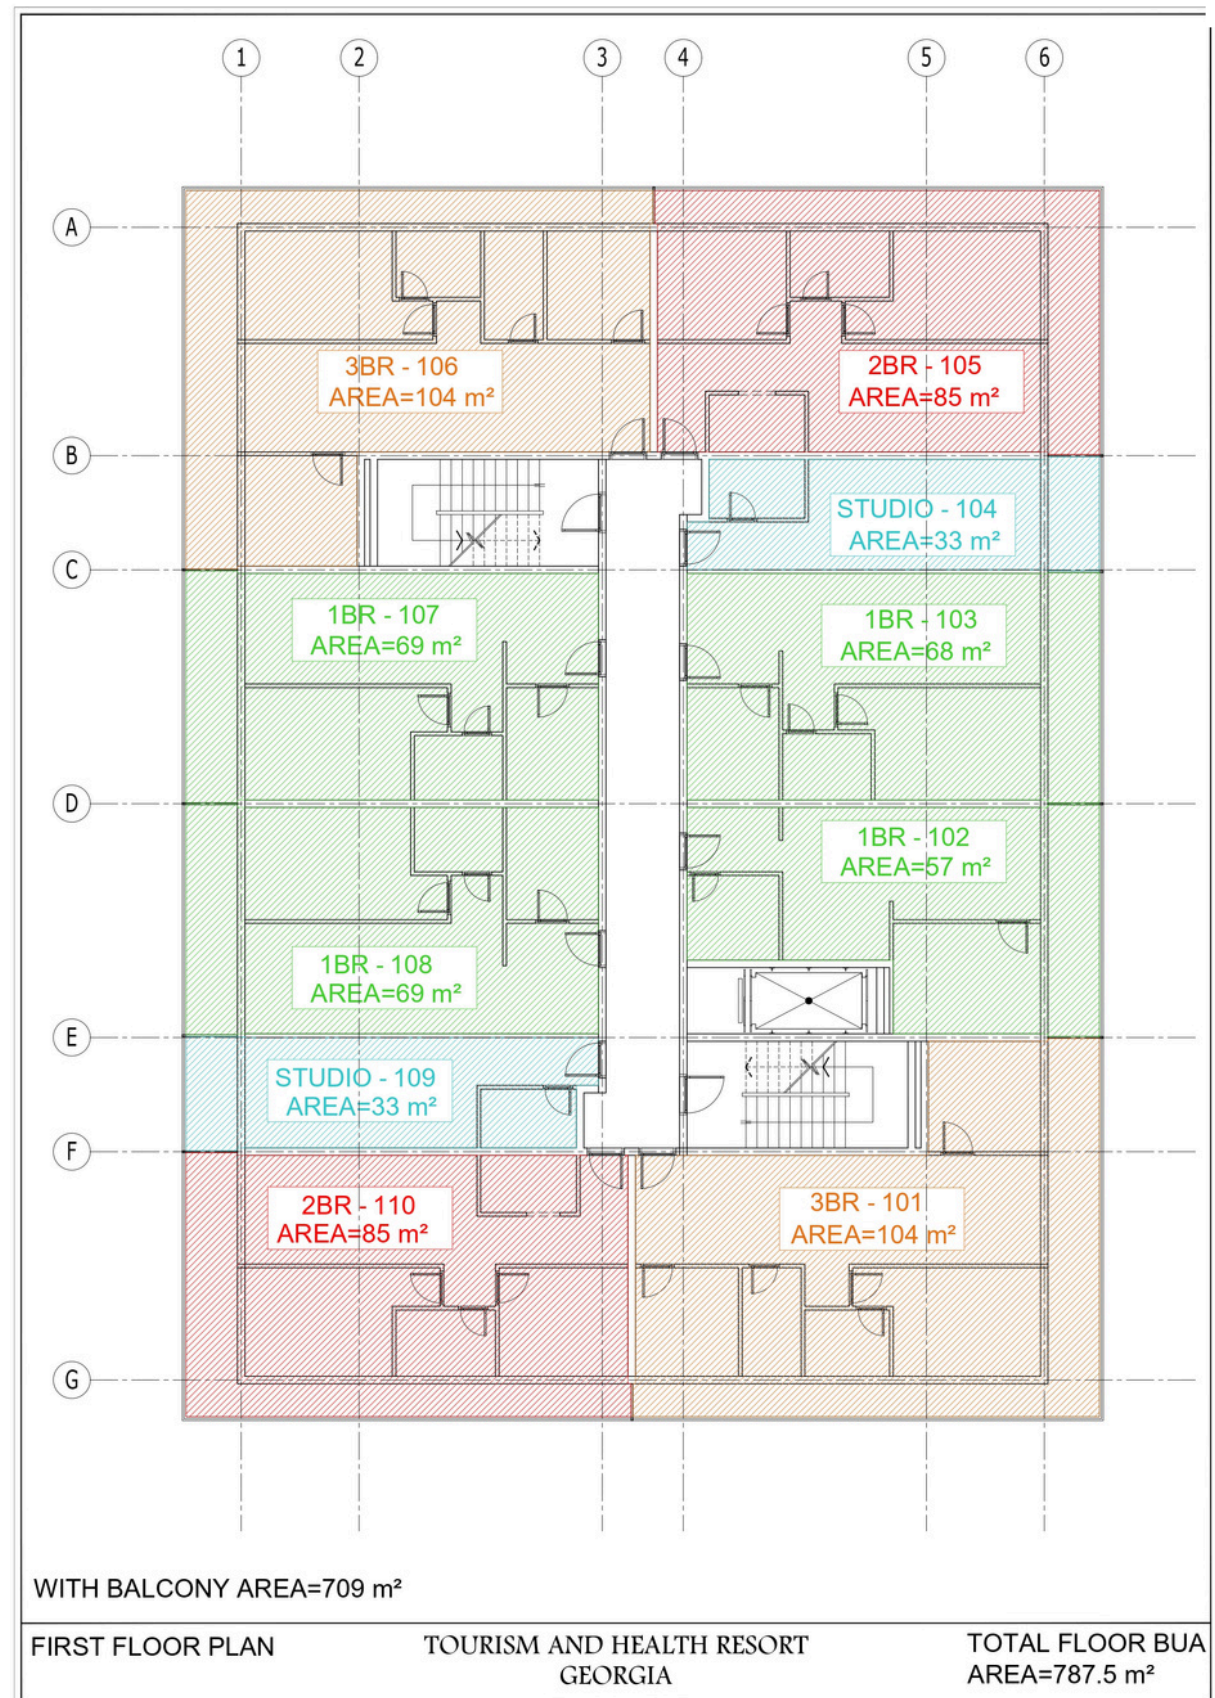 1 2 3 4 5 6
A
3BR - 106
AREA=104 m²
2BR - 105
AREA=85 m²
B
STUDIO - 104
AREA=33 m²
C
1BR - 107
AREA=69 m²
1BR - 103
AREA=68 m²
D
1BR - 102
AREA=57 m²
1BR - 108
AREA=69 m²
E
STUDIO - 109
AREA=33 m²
F
2BR - 110
AREA=85 m²
3BR - 101
AREA=104 m²
G
WITH BALCONY AREA=709 m²
FIRST FLOOR PLAN
TOURISM AND HEALTH RESORT
GEORGIA
TOTAL FLOOR BUA
AREA=787.5 m²